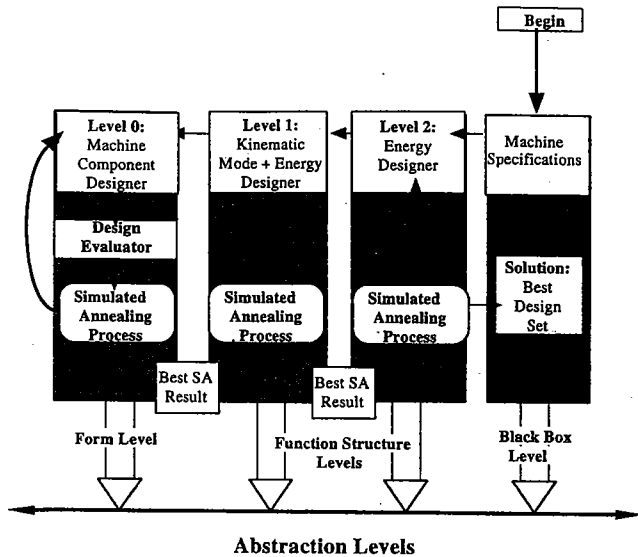 Begin
Level 0:
Machine
Component
Designer
Level 1:
Kinematic
Mode + Energy
Designer
Level 2:
Energy
Designer
Machine
Specifications
Design
Evaluator
Simulated
Annealing
Process
Simulated
Annealing
Process
Simulated
Annealing
Process
Solution:
Best
Design
Set
Best SA
Result
Best SA
Result
Form Level
Function Structure
Levels
Black Box
Level
Abstraction Levels